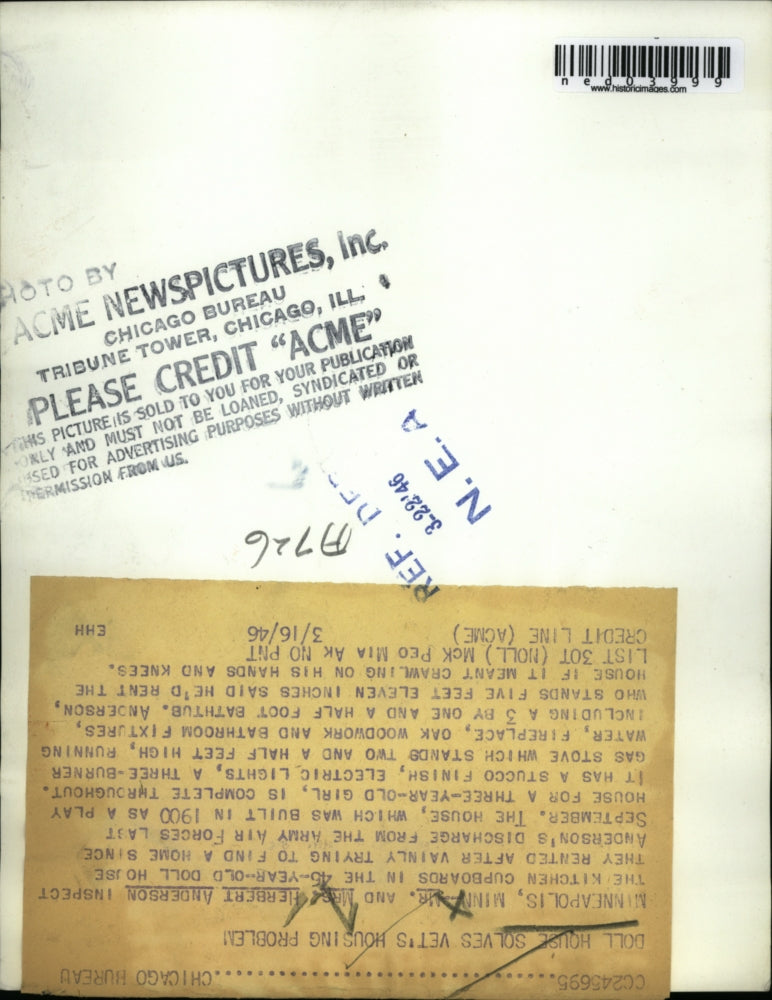 ned03999
www.historicimages.com
HOTO BY
ACME NEWSPICTURES, Inc.
CHICAGO BUREAU
TRIBUNE TOWER, CHICAGO, ILL.
PLEASE CREDIT “ACME”
THIS PICTURE IS SOLD TO YOU FOR YOUR PUBLICATION
ONLY AND MUST NOT BE LOANED, SYNDICATED OR
USED FOR ADVERTISING PURPOSES WITHOUT WRITTEN
PERMISSION FROM US.
REF. DEPT
3-22'46
N. E. A
A726
CC245695..............................CHICAGO BUREAU
DOLL HOUSE SOLVES VET'S HOUSING PROBLEM
MINNEAPOLIS, MINN--MR. AND MRS. HERBERT ANDERSON INSPECT
THE KITCHEN CUPBOARDS IN THE 45-YEAR-OLD DOLL HOUSE
THEY RENTED AFTER VAINLY TRYING TO FIND A HOME SINCE
ANDERSON'S DISCHARGE FROM THE ARMY AIR FORCES LAST
SEPTEMBER. THE HOUSE, WHICH WAS BUILT IN 1900 AS A PLAY
HOUSE FOR A THREE-YEAR-OLD GIRL, IS COMPLETE THROUGHOUT.
IT HAS A STUCCO FINISH, ELECTRIC LIGHTS, A THREE-BURNER
GAS STOVE WHICH STANDS TWO AND A HALF FEET HIGH, RUNNING
WATER, FIREPLACE, OAK WOODWORK AND BATHROOM FIXTURES,
INCLUDING A 3 BY ONE AND A HALF FOOT BATHTUB. ANDERSON,
WHO STANDS FIVE FEET ELEVEN INCHES SAID HE'D RENT THE
HOUSE IF IT MEANT CRAWLING ON HIS HANDS AND KNEES.
LIST 30T (NOLL) MCK PEO MIA AK NO PNT
CREDIT LINE (ACME) 3/16/46 EHH